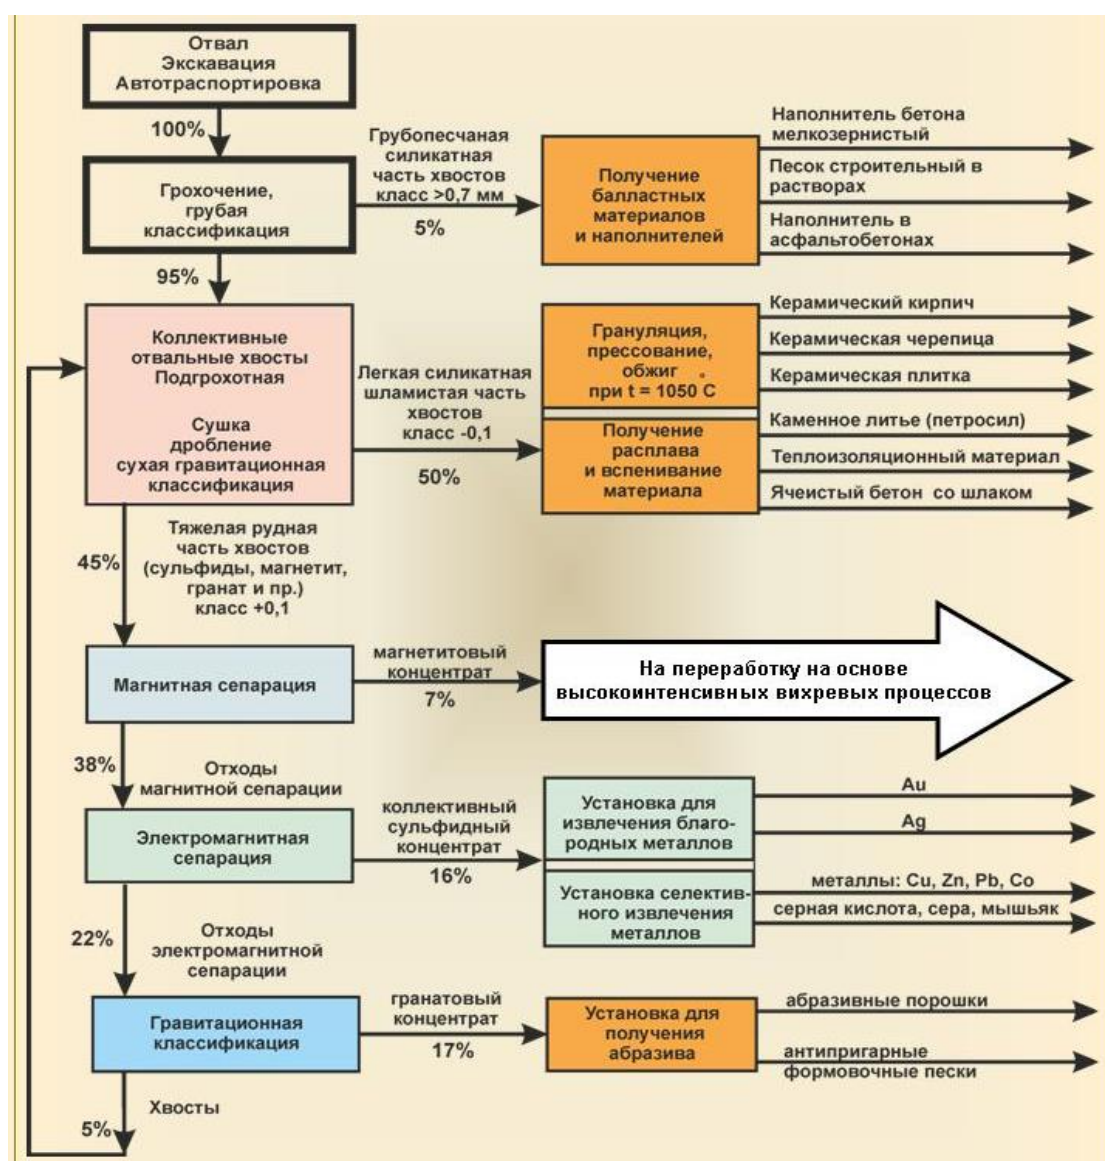 Отвал
Экскавация
Автотраспортировка
100%
Грохочение,
грубая
классификация
Грубопесчаная
силикатная
часть хвостов
класс >0,7 мм
5%
Получение
балластных
материалов
и наполнителей
Наполнитель бетона
мелкозернистый
Песок строительный в
растворах
Наполнитель в
асфальтобетонах
95%
Коллективные
отвальные хвосты
Подгрохотная
Сушка
дробление
сухая гравитационная
классификация
Легкая силикатная
шламистая часть
хвостов
класс -0,1
50%
Грануляция,
прессование,
обжиг
при t = 1050 °С
Получение
расплава
и вспенивание
материала
Керамический кирпич
Керамическая черепица
Керамическая плитка
Каменное литье (петросил)
Теплоизоляционный материал
Ячеистый бетон со шлаком
45%
Тяжелая рудная
часть хвостов
(сульфиды, магнетит,
гранат и пр.)
класс +0,1
Магнитная сепарация
магнетитовый
концентрат
7%
На переработку на основе
высокоинтенсивных вихревых процессов
38%
Отходы
магнитной сепарации
Электромагнитная
сепарация
коллективный
сульфидный
концентрат
16%
Установка для
извлечения благо-
родных металлов
Au
Ag
Установка селектив-
ного извлечения
металлов
металлы: Cu, Zn, Pb, Co
серная кислота, сера, мышьяк
22%
Отходы
электромагнитной
сепарации
Гравитационная
классификация
гранатовый
концентрат
17%
Установка для
получения
абразива
абразивные порошки
антипригарные
формовочные пески
Хвосты
5%